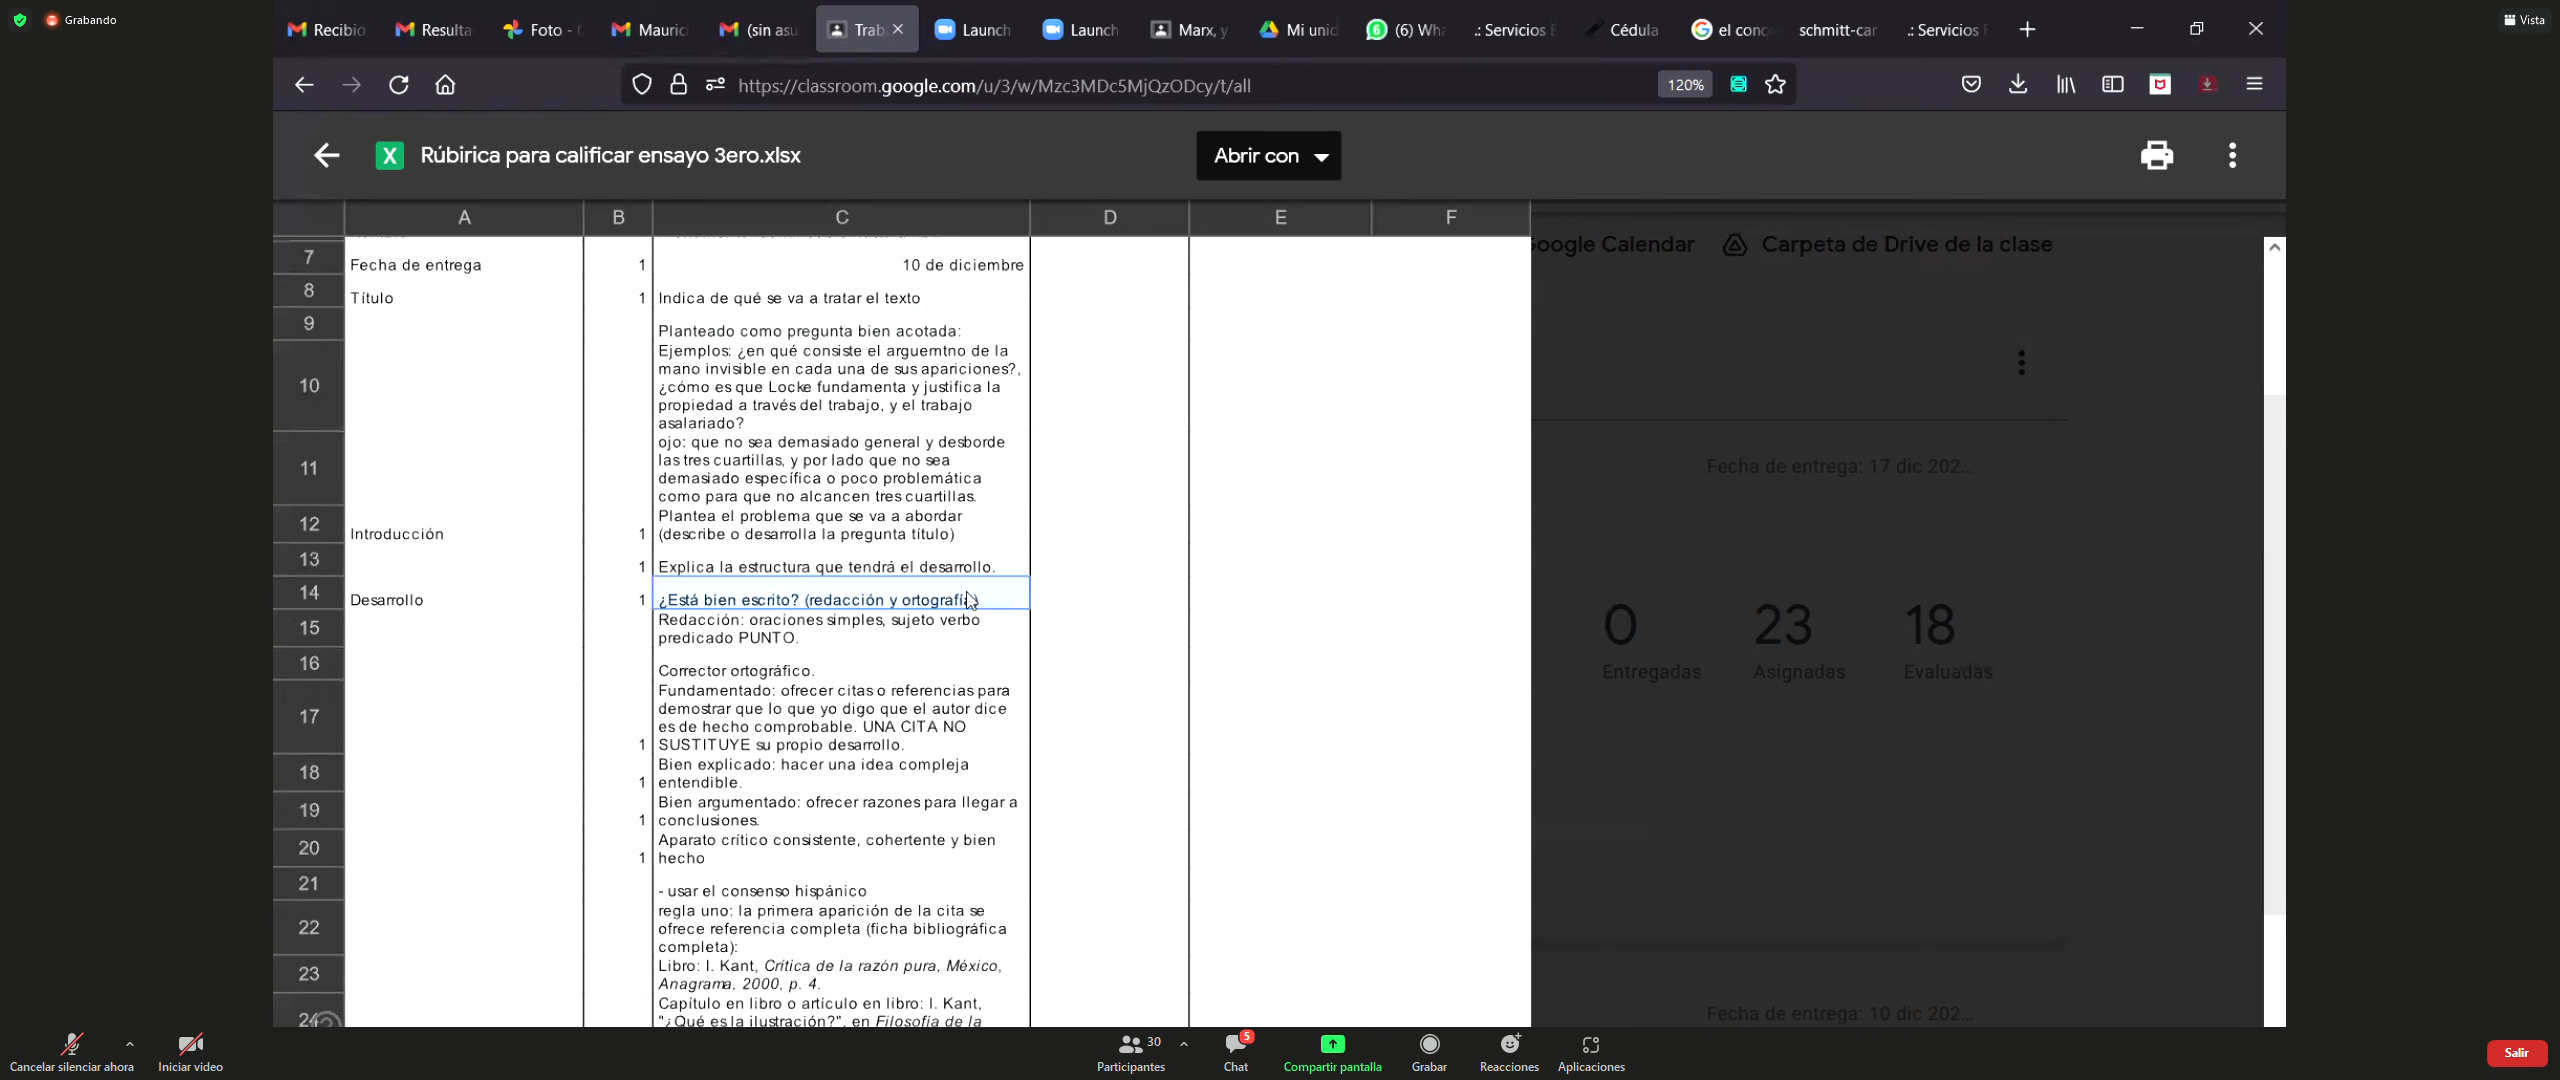 Grabando
Recibio
Resulta
Foto -
Mauric
(sin asu
Trab
Launch
Launch
Marx, y
Mi unid
(6) Wha
.: Servicios E
Cédula
el conc
schmitt-car
.: Servicios
Vista
https://classroom.google.com/u/3/w/Mzc3MDc5MjQzODcy/t/all
120%
Rúbirica para calificar ensayo 3ero.xlsx
Abrir con
A B C D E F
Google Calendar
Carpeta de Drive de la clase
7 Fecha de entrega 1 10 de diciembre
8 Título 1 Indica de qué se va a tratar el texto
9 Planteado como pregunta bien acotada:
10 Ejemplos: ¿en qué consiste el arguemtno de la
mano invisible en cada una de sus apariciones?,
¿cómo es que Locke fundamenta y justifica la
propiedad a través del trabajo, y el trabajo
asalariado?
11 ojo: que no sea demasiado general y desborde
las tres cuartillas, y por lado que no sea
demasiado específica o poco problemática
como para que no alcancen tres cuartillas.
12 Plantea el problema que se va a abordar
Introducción 1 (describe o desarrolla la pregunta título)
13 1 Explica la estructura que tendrá el desarrollo.
14 Desarrollo 1 ¿Está bien escrito? (redacción y ortografía)
15 Redacción: oraciones simples, sujeto verbo
predicado PUNTO.
16 Corrector ortográfico.
17 Fundamentado: ofrecer citas o referencias para
demostrar que lo que yo digo que el autor dice
es de hecho comprobable. UNA CITA NO
1 SUSTITUYE su propio desarrollo.
18 Bien explicado: hacer una idea compleja
1 entendible.
19 Bien argumentado: ofrecer razones para llegar a
1 conclusiones.
20 Aparato crítico consistente, cohertente y bien
1 hecho
21 - usar el consenso hispánico
22 regla uno: la primera aparición de la cita se
ofrece referencia completa (ficha bibliográfica
completa):
23 Libro: I. Kant, Crítica de la razón pura, México,
Anagrama, 2000, p. 4.
24 Capítulo en libro o artículo en libro: I. Kant,
"¿Qué es la ilustración?", en Filosofía de la
Fecha de entrega: 17 dic 202...
0 23 18
Entregadas Asignadas Evaluadas
Fecha de entrega: 10 dic 202...
Cancelar silenciar ahora
Iniciar video
30
Participantes
5
Chat
Compartir pantalla
Grabar
Reacciones
Aplicaciones
Salir